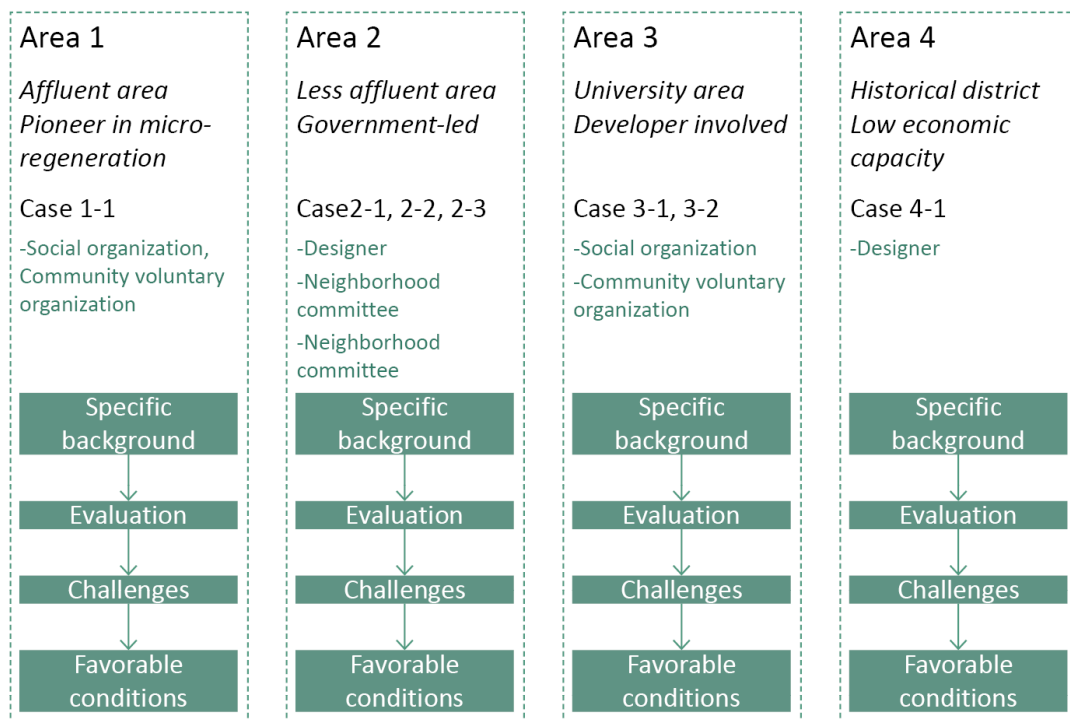 Area 1
Affluent area
Pioneer in micro-
regeneration
Case 1-1
-Social organization,
Community voluntary
organization
Specific
background
Evaluation
Challenges
Favorable
conditions
Area 2
Less affluent area
Government-led
Case2-1, 2-2, 2-3
-Designer
-Neighborhood
committee
-Neighborhood
committee
Specific
background
Evaluation
Challenges
Favorable
conditions
Area 3
University area
Developer involved
Case 3-1, 3-2
-Social organization
-Community voluntary
organization
Specific
background
Evaluation
Challenges
Favorable
conditions
Area 4
Historical district
Low economic
capacity
Case 4-1
-Designer
Specific
background
Evaluation
Challenges
Favorable
conditions